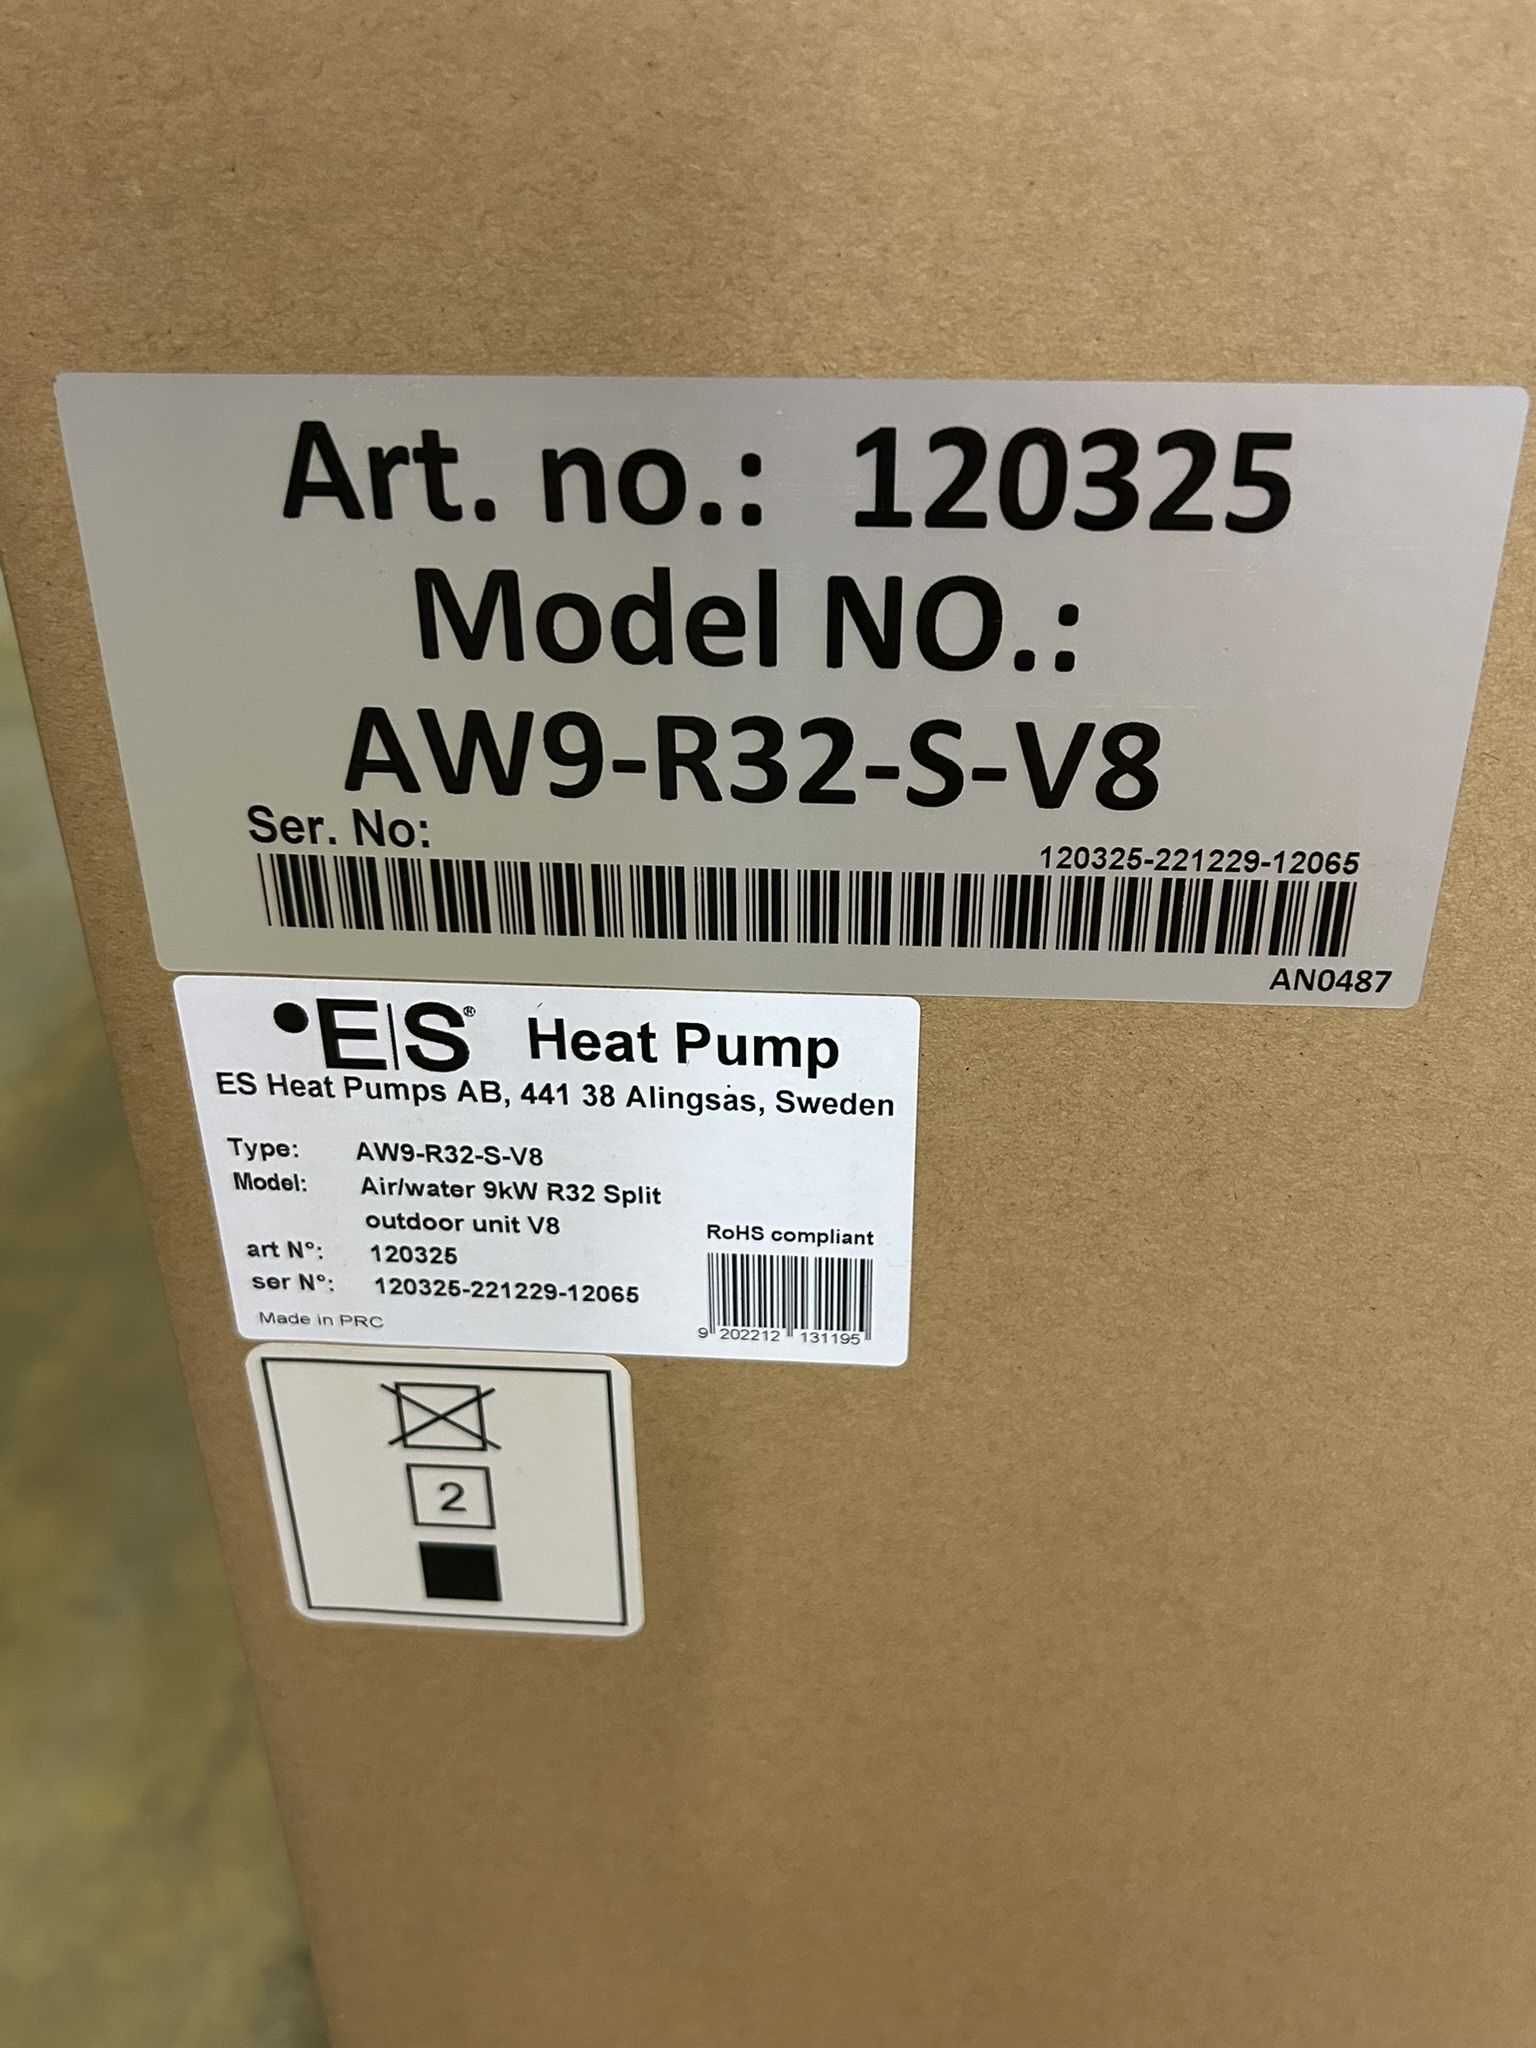 Art. no.: 120325
Model NO.:
AW9-R32-S-V8
Ser. No:
120325-221229-12065
AN0487
E|S® Heat Pump
ES Heat Pumps AB, 441 38 Alingsås, Sweden
Type: AW9-R32-S-V8
Model: Air/water 9kW R32 Split
outdoor unit V8
RoHS compliant
art N°: 120325
ser N°: 120325-221229-12065
Made in PRC
9 202212 131195
2